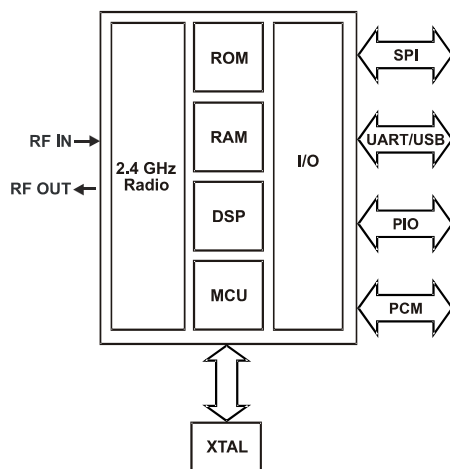 ROM
SPI
RAM
UART/USB
RF IN
2.4 GHz
Radio
I/O
RF OUT
DSP
PIO
MCU
PCM
XTAL